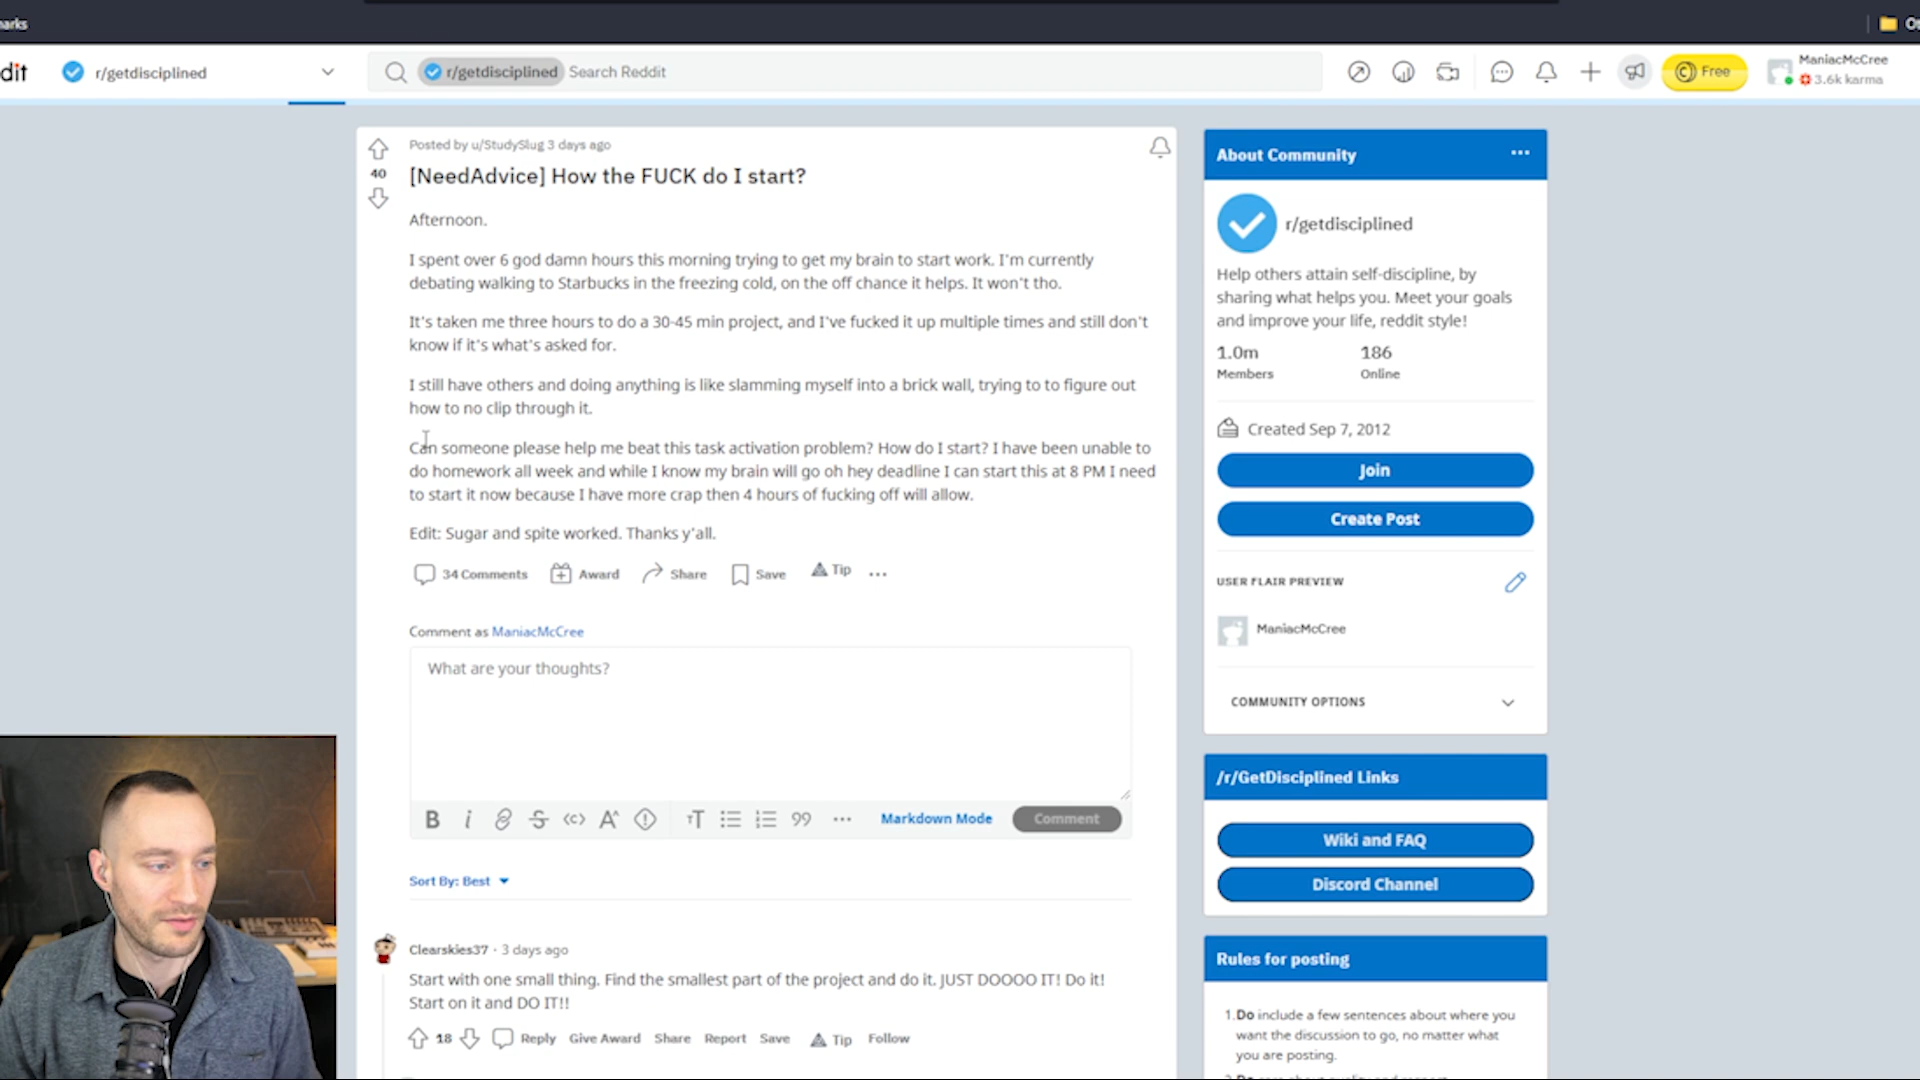 arks
dit
r/getdisciplined
r/getdisciplined Search Reddit
Free
ManiacMcCree
3.6k karma
Posted by u/StudySlug 3 days ago
40
[NeedAdvice] How the FUCK do I start?
Afternoon.
I spent over 6 god damn hours this morning trying to get my brain to start work. I'm currently
debating walking to Starbucks in the freezing cold, on the off chance it helps. It won't tho.
It's taken me three hours to do a 30-45 min project, and I've fucked it up multiple times and still don't
know if it's what's asked for.
I still have others and doing anything is like slamming myself into a brick wall, trying to to figure out
how to no clip through it.
Can someone please help me beat this task activation problem? How do I start? I have been unable to
do homework all week and while I know my brain will go oh hey deadline I can start this at 8 PM I need
to start it now because I have more crap then 4 hours of fucking off will allow.
Edit: Sugar and spite worked. Thanks y'all.
34 Comments Award Share Save Tip ...
Comment as ManiacMcCree
What are your thoughts?
Markdown Mode Comment
Sort By: Best
Clearskies37 · 3 days ago
Start with one small thing. Find the smallest part of the project and do it. JUST DOOOO IT! Do it!
Start on it and DO IT!!
18 Reply Give Award Share Report Save Tip Follow
About Community
r/getdisciplined
Help others attain self-discipline, by
sharing what helps you. Meet your goals
and improve your life, reddit style!
1.0m 186
Members Online
Created Sep 7, 2012
Join
Create Post
USER FLAIR PREVIEW
ManiacMcCree
COMMUNITY OPTIONS
/r/GetDisciplined Links
Wiki and FAQ
Discord Channel
Rules for posting
1.Do include a few sentences about where you
want the discussion to go, no matter what
you are posting.